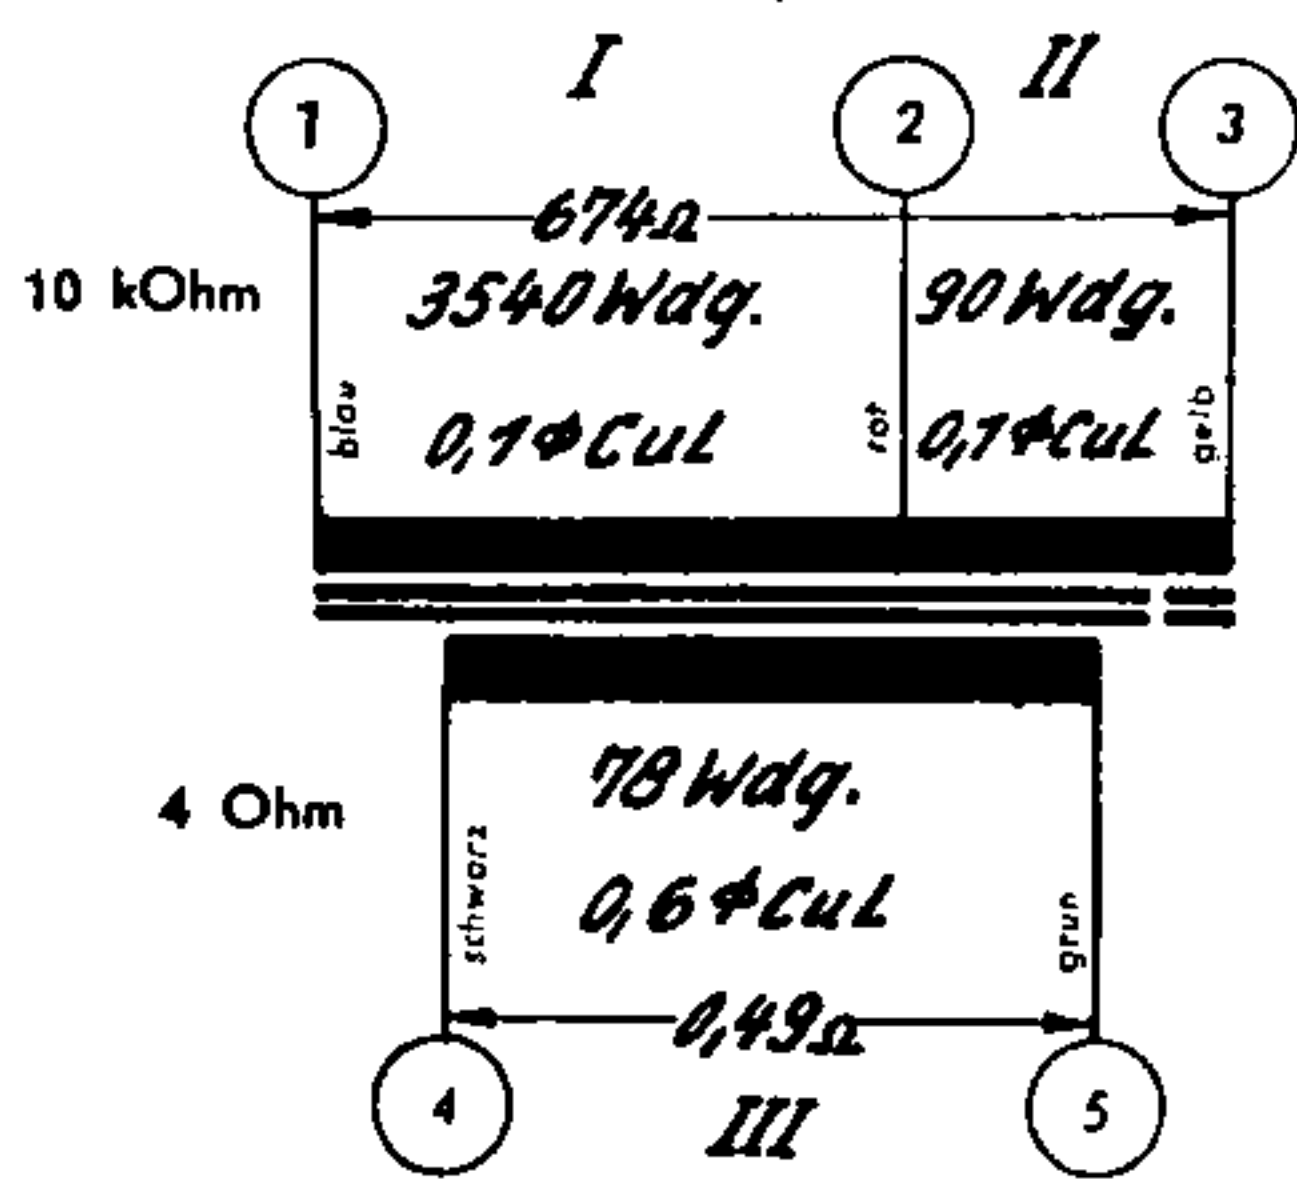 I II
1 2 3
674Ω
10 kOhm 3540 Wdg. 90 Wdg.
blau 0,1 ϕ CuL rot 0,1 ϕ CuL gelb
78 Wdg.
4 Ohm
schwarz 0,6 ϕ CuL grün
0,49Ω
4 5
III